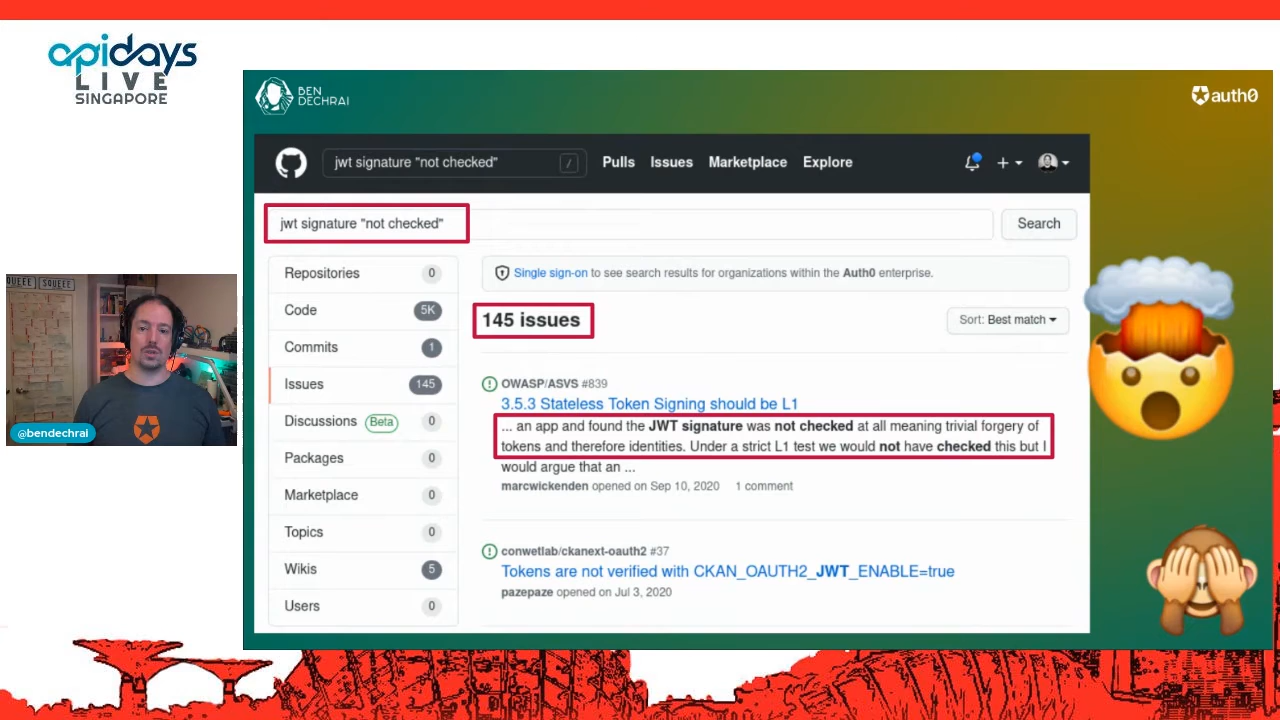 apidays
LIVE
SINGAPORE
BEN
DECHRAI
auth0
jwt signature "not checked"
/
Pulls
Issues
Marketplace
Explore
jwt signature "not checked"
Search
Repositories 0
Code 5K
Commits 1
Issues 145
Discussions Beta 0
Packages 0
Marketplace 0
Topics 0
Wikis 5
Users 0
Single sign-on to see search results for organizations within the Auth0 enterprise.
145 issues
Sort: Best match
OWASP/ASVS #839
3.5.3 Stateless Token Signing should be L1
... an app and found the JWT signature was not checked at all meaning trivial forgery of
tokens and therefore identities. Under a strict L1 test we would not have checked this but I
would argue that an ...
marcwickenden opened on Sep 10, 2020 1 comment
conwetlab/ckanext-oauth2 #37
Tokens are not verified with CKAN_OAUTH2_JWT_ENABLE=true
pazepaze opened on Jul 3, 2020
SQUEEE SQUEEE
@bendechrai